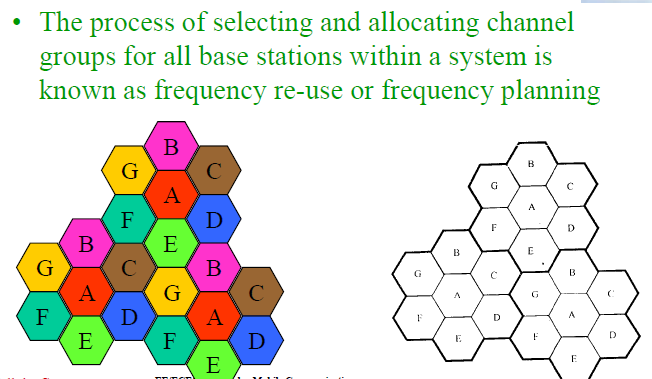 • The process of selecting and allocating channel
groups for all base stations within a system is
known as frequency re-use or frequency planning
B
G C
A
F D
B E
G C B
A G C
F D A
E F D
E
B
G C
A
F D
B E
G C B
A G C
F D A
E F D
E